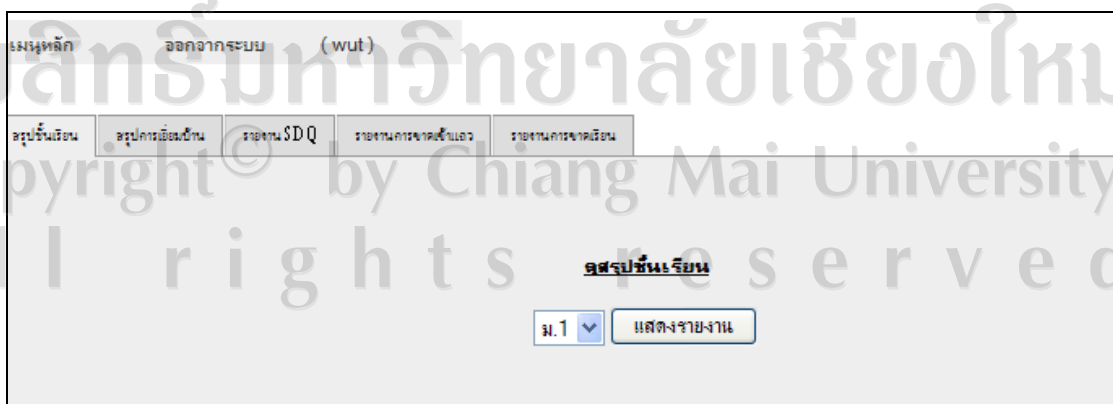 เมนูหลัก ออกจากระบบ (wut)
ลิขสิทธิ์มหาวิทยาลัยเชียงใหม่
สรุปชั้นเรียน สรุปการเยี่ยมบ้าน รายงาน SDQ รายงานการขาดเข้าแถว รายงานการขาดเรียน
pyright© by Chiang Mai University
l rights reserved
ดูสรุปชั้นเรียน
ม.1 แสดงรายงาน